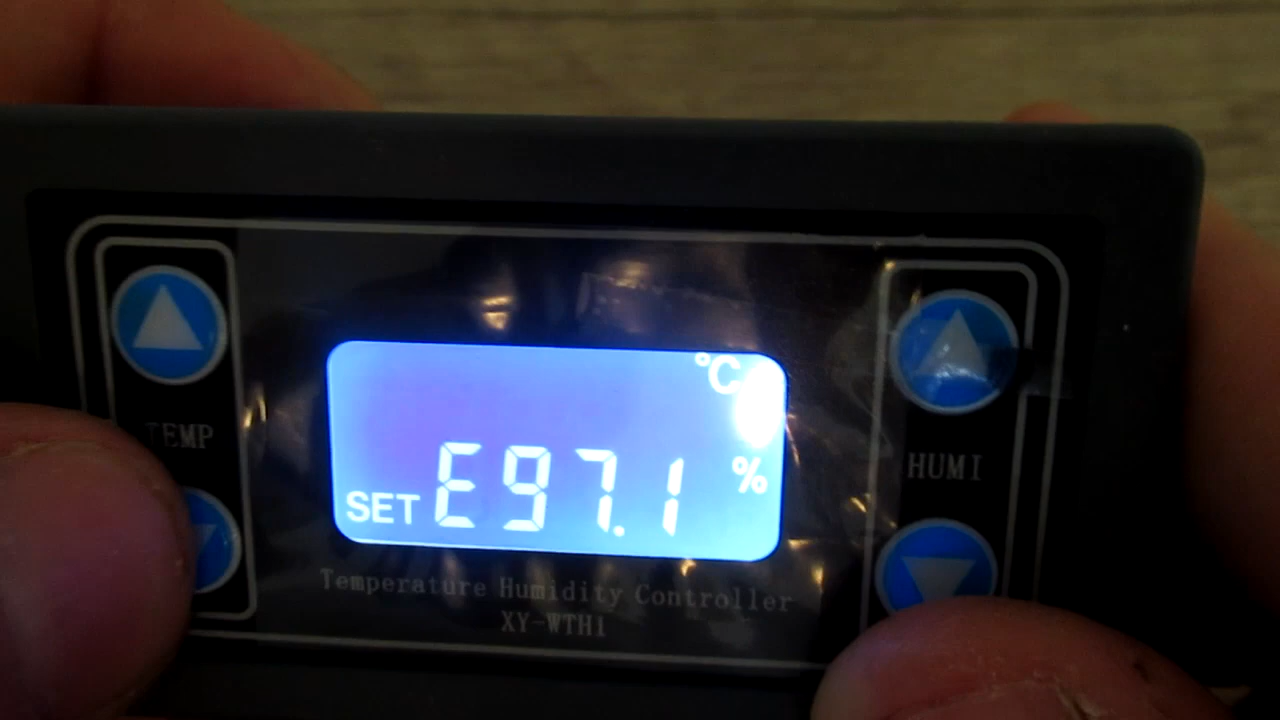 °C
TEMP
HUMI
%
SET E97.1
Temperature Humidity Controller
XY-WTH1